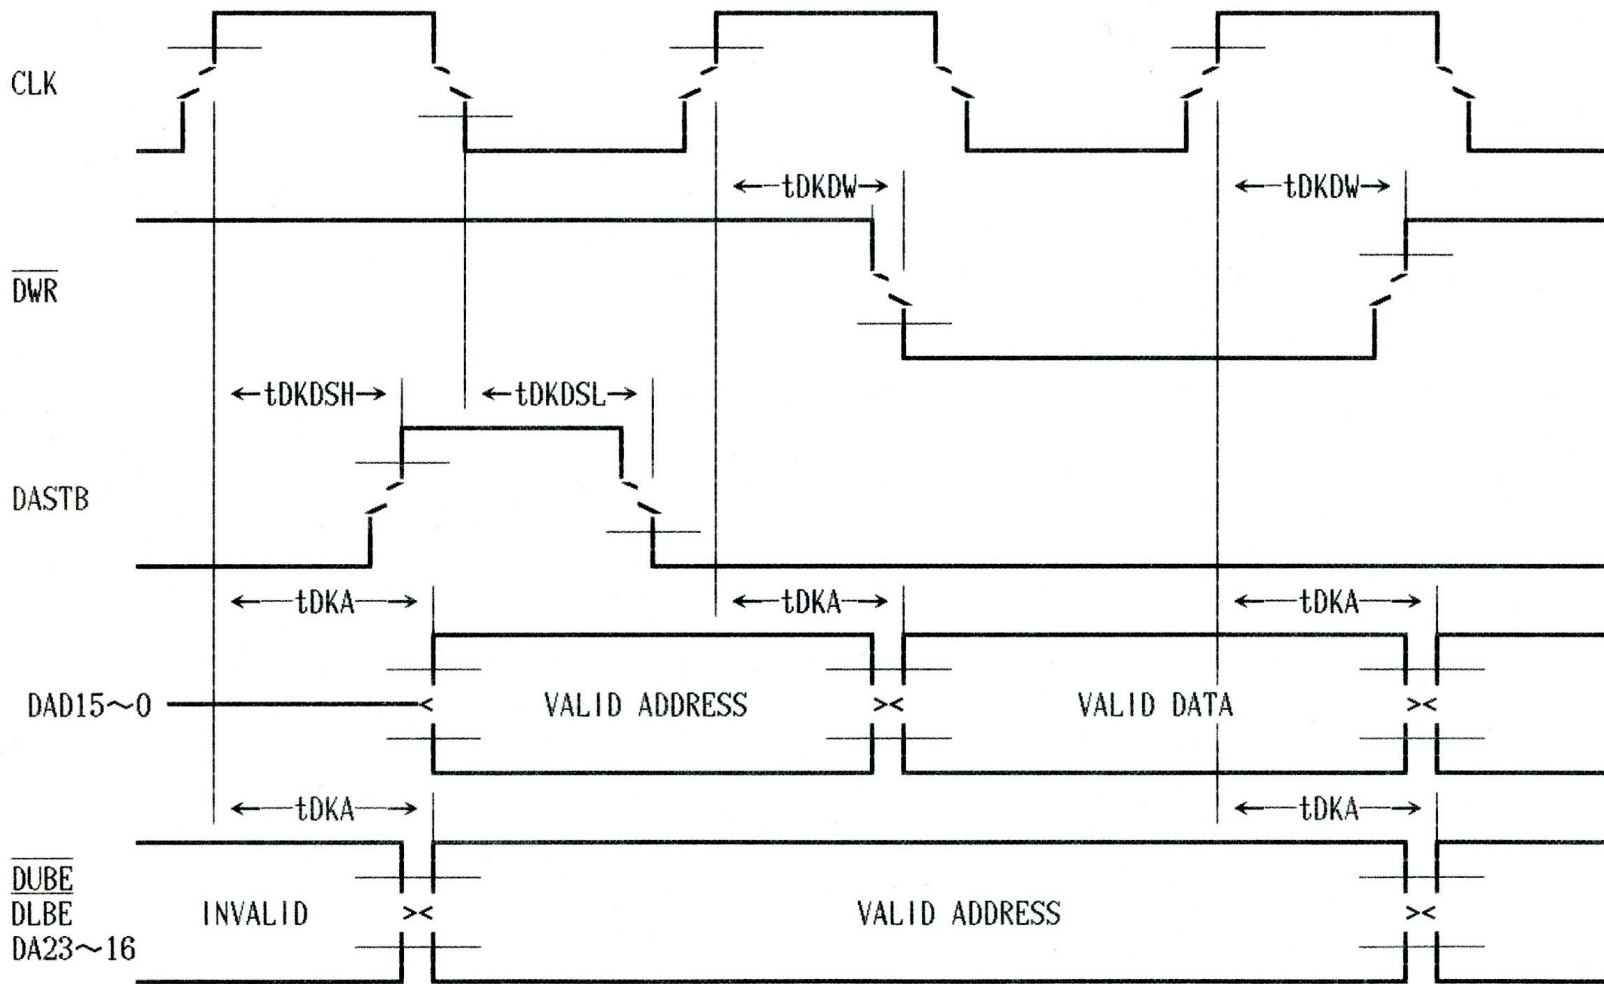 CLK
tDKDW tDKDW
DWR
tDKDSH tDKDSL
DASTB
tDKA tDKA tDKA
DAD15～0 VALID ADDRESS VALID DATA
tDKA tDKA
DUBE
DLBE INVALID VALID ADDRESS
DA23～16